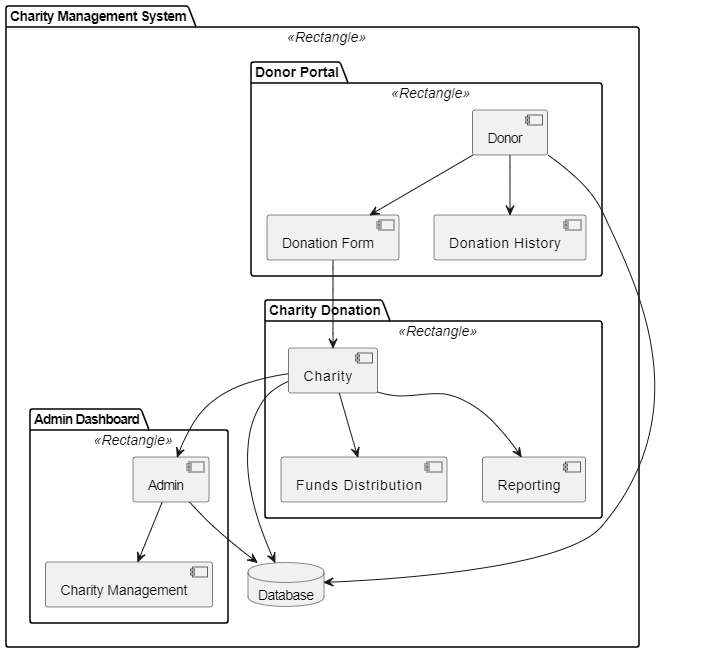 Charity Management System
«Rectangle»
Donor Portal
«Rectangle»
Donor
Donation Form
Donation History
Charity Donation
«Rectangle»
Charity
Admin Dashboard
«Rectangle»
Admin
Funds Distribution
Reporting
Charity Management
Database